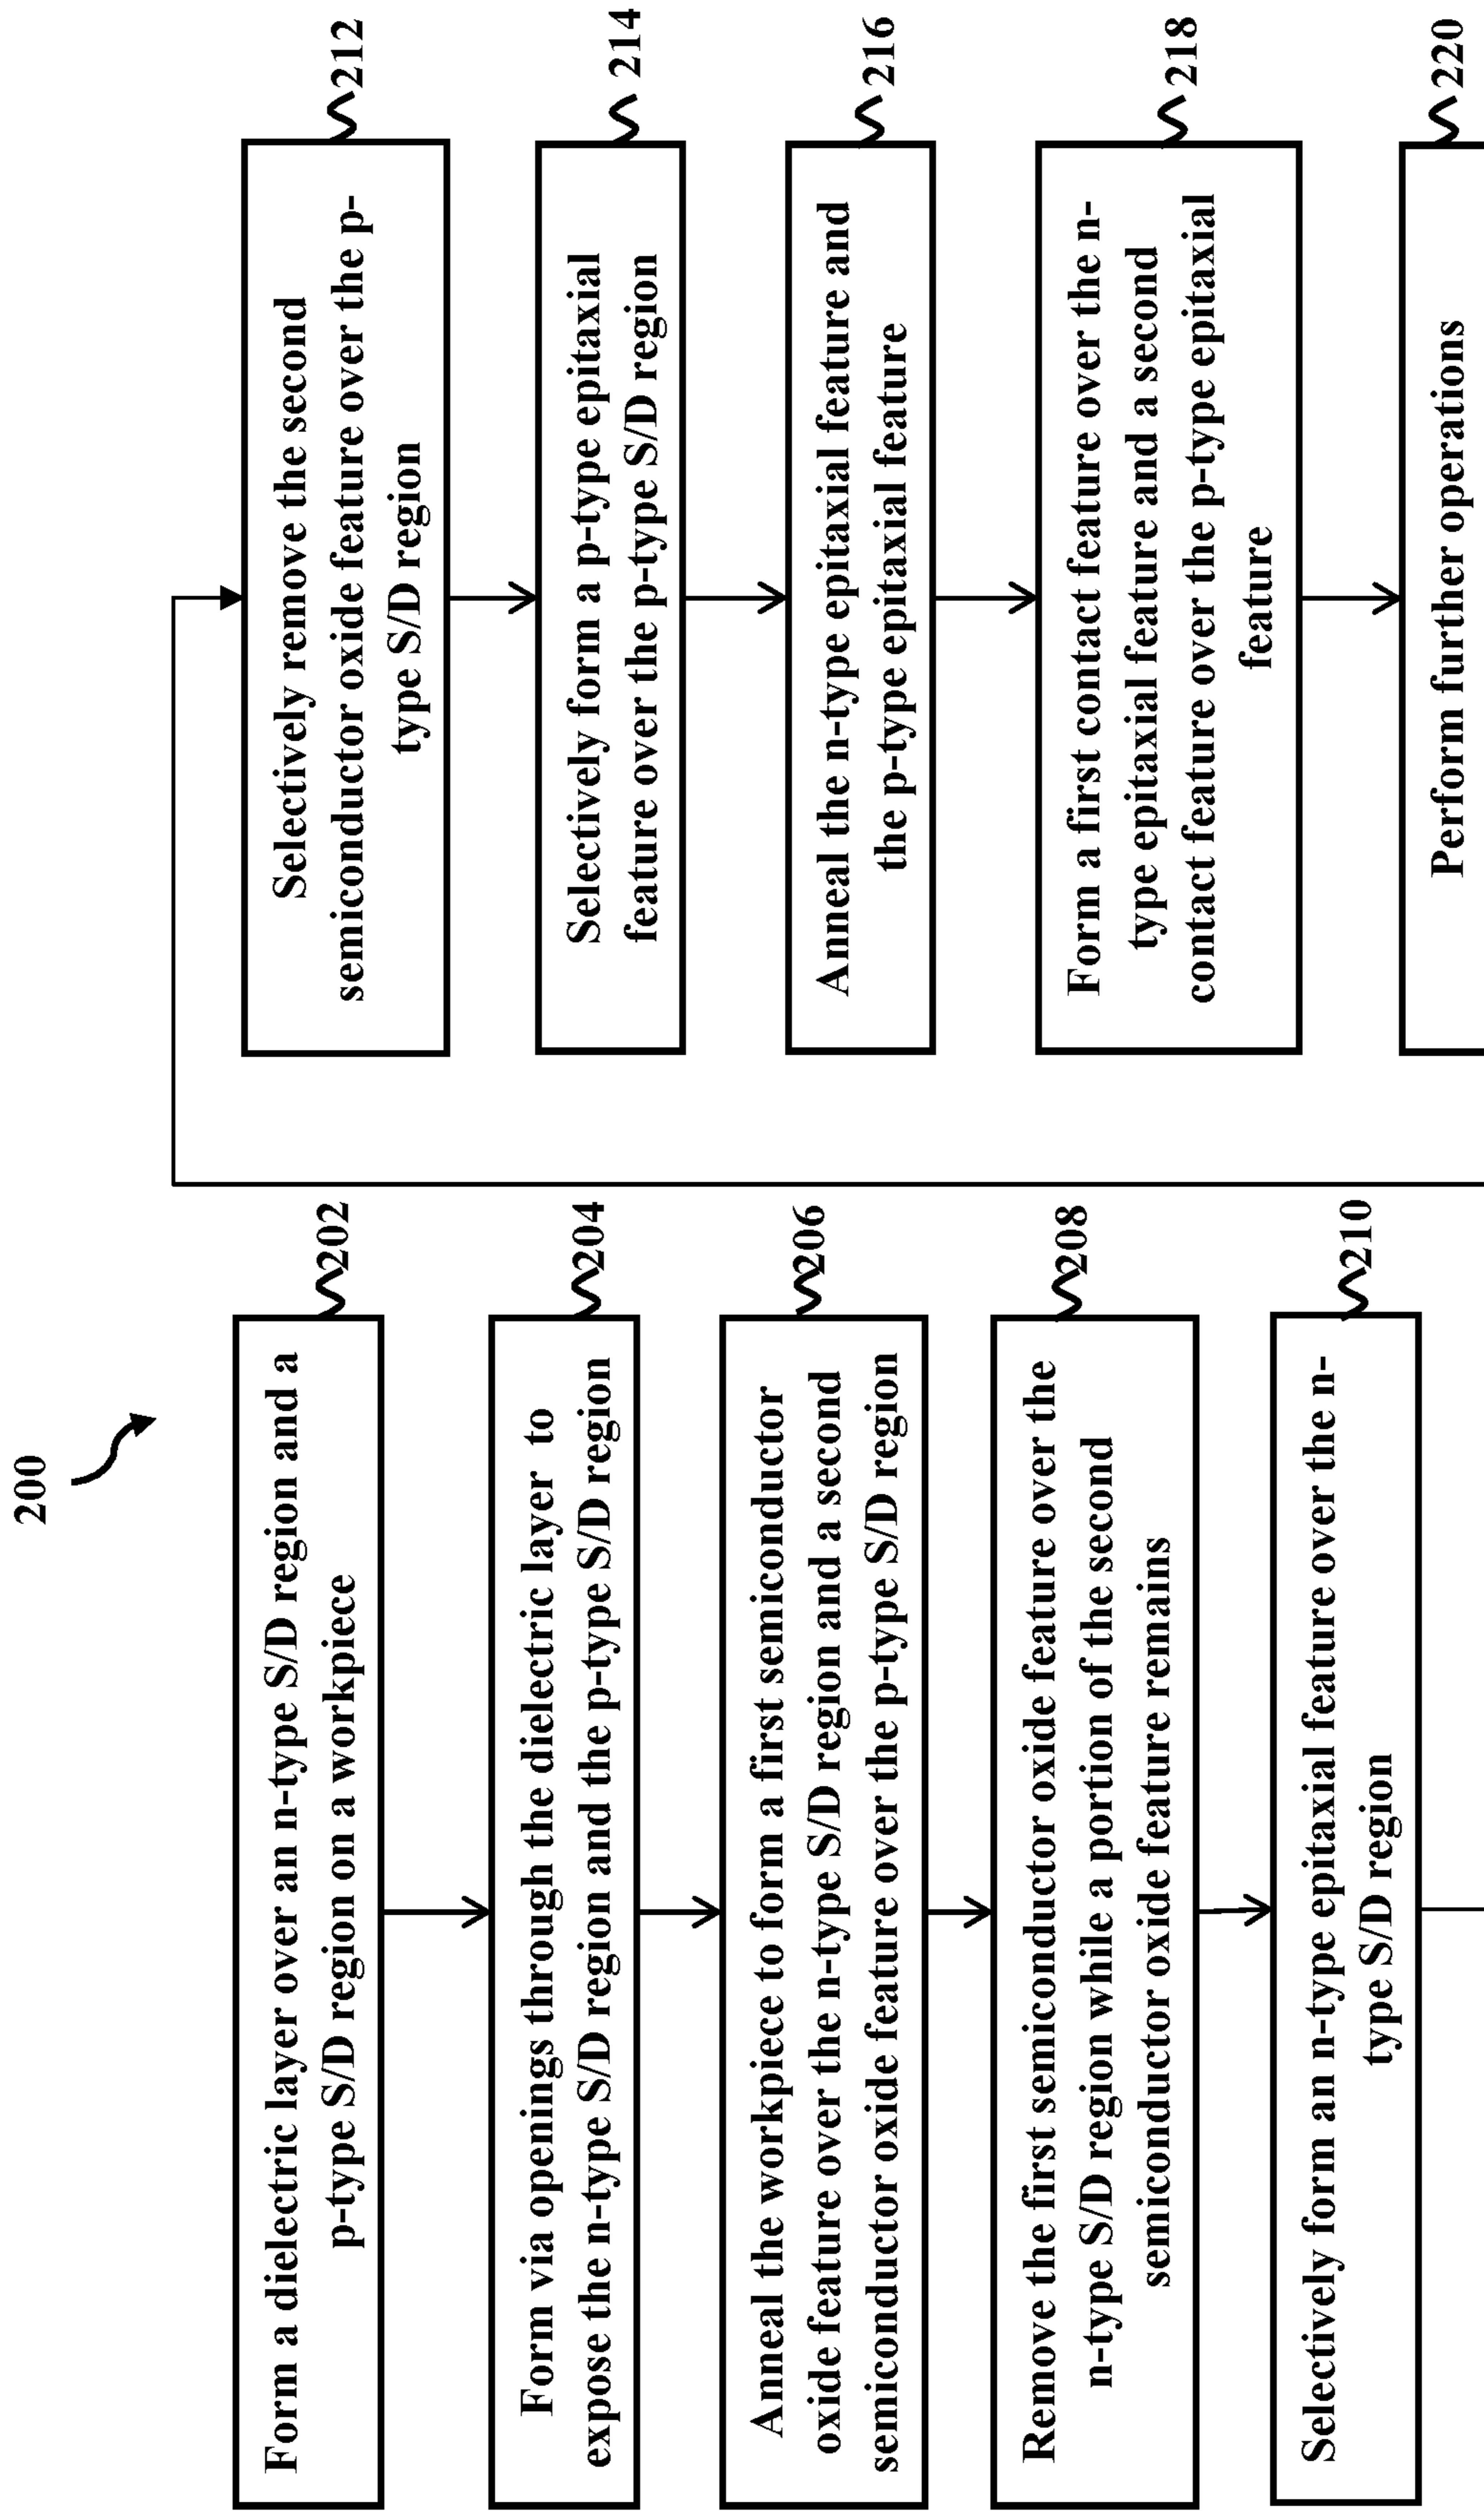 200
Form a dielectric layer over an n-type S/D region and a
p-type S/D region on a workpiece
202
Form via openings through the dielectric layer to
expose the n-type S/D region and the p-type S/D region
204
Anneal the workpiece to form a first semiconductor
oxide feature over the n-type S/D region and a second
semiconductor oxide feature over the p-type S/D region
206
Remove the first semiconductor oxide feature over the
n-type S/D region while a portion of the second
semiconductor oxide feature remains
208
Selectively form an n-type epitaxial feature over the n-
type S/D region
210
Selectively remove the second
semiconductor oxide feature over the p-
type S/D region
212
Selectively form a p-type epitaxial
feature over the p-type S/D region
214
Anneal the n-type epitaxial feature and
the p-type epitaxial feature
216
Form a first contact feature over the n-
type epitaxial feature and a second
contact feature over the p-type epitaxial
feature
218
Perform further operations
220